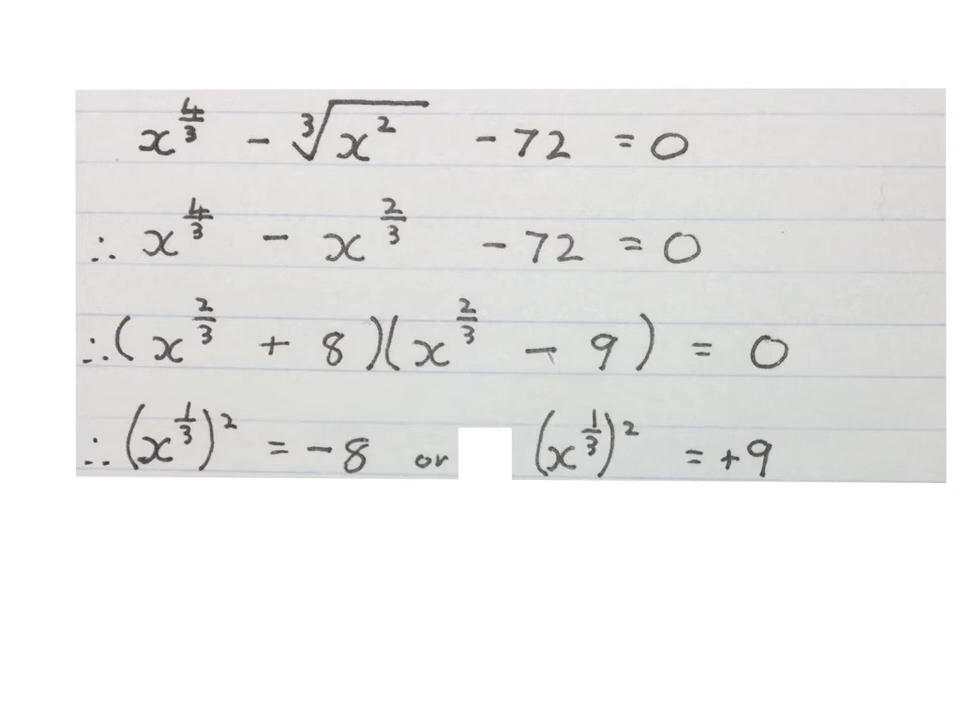 x^{4/3} - ∛(x²) - 72 = 0
∴ x^{4/3} - x^{2/3} - 72 = 0
∴ (x^{2/3} + 8)(x^{2/3} - 9) = 0
∴ (x^{1/3})² = -8 or (x^{1/3})² = +9